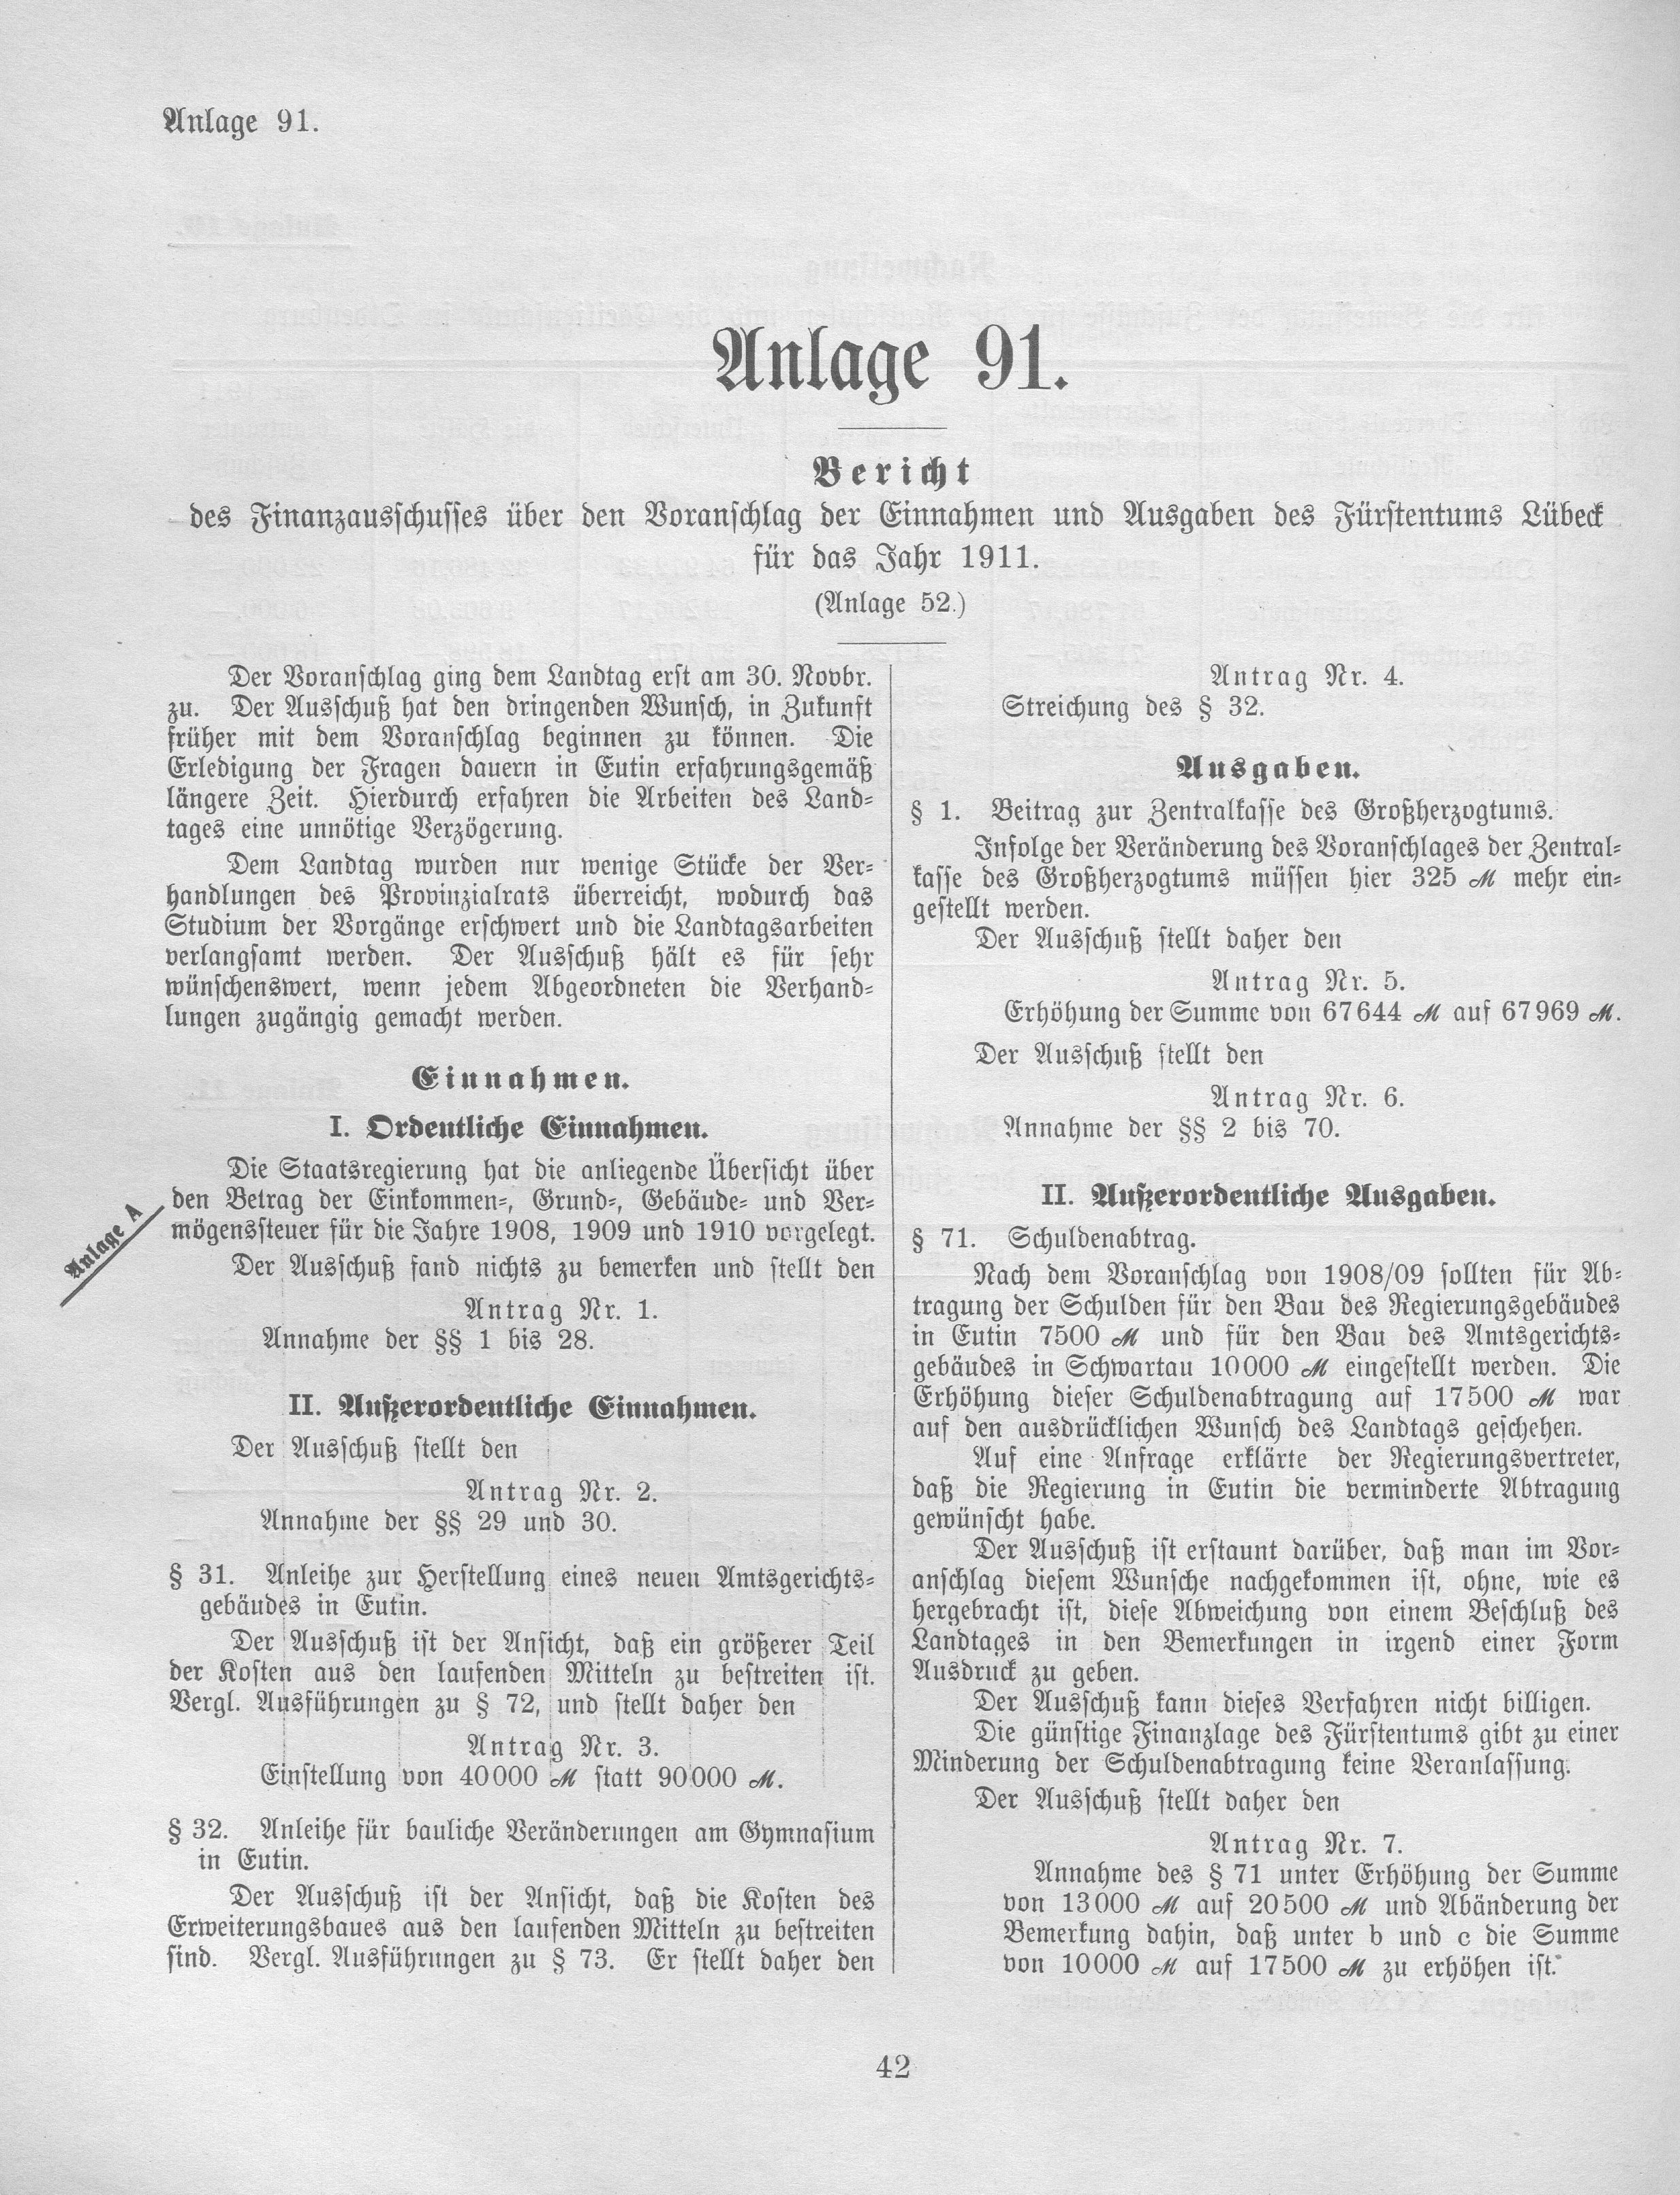 Anlage 91.
Anlage 91.
Bericht
des Finanzausschusses über den Voranschlag der Einnahmen und Ausgaben des Fürstentums Lübeck
für das Jahr 1911.
(Anlage 52.)
Der Voranschlag ging dem Landtag erst am 30. Novbr.
zu. Der Ausschuß hat den dringenden Wunsch, in Zukunft
früher mit dem Voranschlag beginnen zu können. Die
Erledigung der Fragen dauern in Eutin erfahrungsgemäß
längere Zeit. Hierdurch erfahren die Arbeiten des Land-
tages eine unnötige Verzögerung.
Dem Landtag wurden nur wenige Stücke der Ver-
handlungen des Provinzialrats überreicht, wodurch das
Studium der Vorgänge erschwert und die Landtagsarbeiten
verlangsamt werden. Der Ausschuß hält es für sehr
wünschenswert, wenn jedem Abgeordneten die Verhand-
lungen zugängig gemacht werden.
Einnahmen.
I. Ordentliche Einnahmen.
Die Staatsregierung hat die anliegende Übersicht über
den Betrag der Einkommen-, Grund-, Gebäude- und Ver-
mögenssteuer für die Jahre 1908, 1909 und 1910 vorgelegt.
Anlage A
Der Ausschuß fand nichts zu bemerken und stellt den
Antrag Nr. 1.
Annahme der §§ 1 bis 28.
II. Außerordentliche Einnahmen.
Der Ausschuß stellt den
Antrag Nr. 2.
Annahme der §§ 29 und 30.
§ 31. Anleihe zur Herstellung eines neuen Amtsgerichts-
gebäudes in Eutin.
Der Ausschuß ist der Ansicht, daß ein größerer Teil
der Kosten aus den laufenden Mitteln zu bestreiten ist.
Vergl. Ausführungen zu § 72, und stellt daher den
Antrag Nr. 3.
Einstellung von 40000 ℳ statt 90000 ℳ.
§ 32. Anleihe für bauliche Veränderungen am Gymnasium
in Eutin.
Der Ausschuß ist der Ansicht, daß die Kosten des
Erweiterungsbaues aus den laufenden Mitteln zu bestreiten
sind. Vergl. Ausführungen zu § 73. Er stellt daher den
Antrag Nr. 4.
Streichung des § 32.
Ausgaben.
§ 1. Beitrag zur Zentralkasse des Großherzogtums.
Infolge der Veränderung des Voranschlages der Zentral-
kasse des Großherzogtums müssen hier 325 ℳ mehr ein-
gestellt werden.
Der Ausschuß stellt daher den
Antrag Nr. 5.
Erhöhung der Summe von 67644 ℳ auf 67969 ℳ.
Der Ausschuß stellt den
Antrag Nr. 6.
Annahme der §§ 2 bis 70.
II. Außerordentliche Ausgaben.
§ 71. Schuldenabtrag.
Nach dem Voranschlag von 1908/09 sollten für Ab-
tragung der Schulden für den Bau des Regierungsgebäudes
in Eutin 7500 ℳ und für den Bau des Amtsgerichts-
gebäudes in Schwartau 10000 ℳ eingestellt werden. Die
Erhöhung dieser Schuldenabtragung auf 17500 ℳ war
auf den ausdrücklichen Wunsch des Landtags geschehen.
Auf eine Anfrage erklärte der Regierungsvertreter,
daß die Regierung in Eutin die verminderte Abtragung
gewünscht habe.
Der Ausschuß ist erstaunt darüber, daß man im Vor-
anschlag diesem Wunsche nachgekommen ist, ohne, wie es
hergebracht ist, diese Abweichung von einem Beschluß des
Landtages in den Bemerkungen in irgend einer Form
Ausdruck zu geben.
Der Ausschuß kann dieses Verfahren nicht billigen.
Die günstige Finanzlage des Fürstentums gibt zu einer
Minderung der Schuldenabtragung keine Veranlassung.
Der Ausschuß stellt daher den
Antrag Nr. 7.
Annahme des § 71 unter Erhöhung der Summe
von 13000 ℳ auf 20500 ℳ und Abänderung der
Bemerkung dahin, daß unter b und c die Summe
von 10000 ℳ auf 17500 ℳ zu erhöhen ist.
42